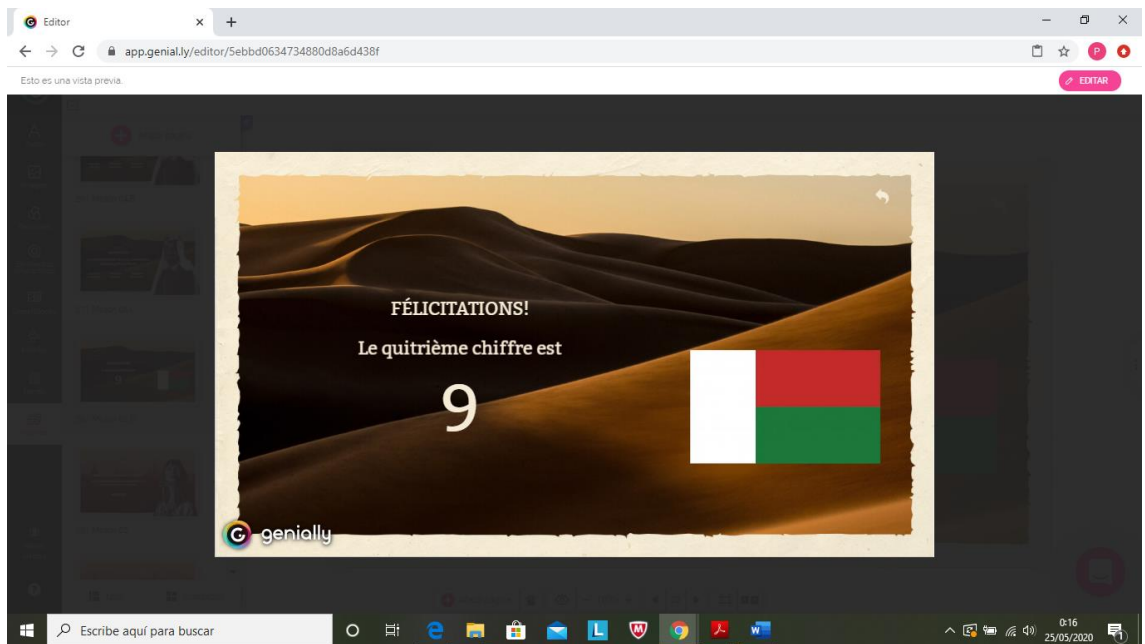 Editor
app.genial.ly/editor/5ebbd0634734880d8a6d438f
Esto es una vista previa.
EDITAR
FÉLICITATIONS!
Le quitrième chiffre est
9
genially
Escribe aquí para buscar
0:16
25/05/2020